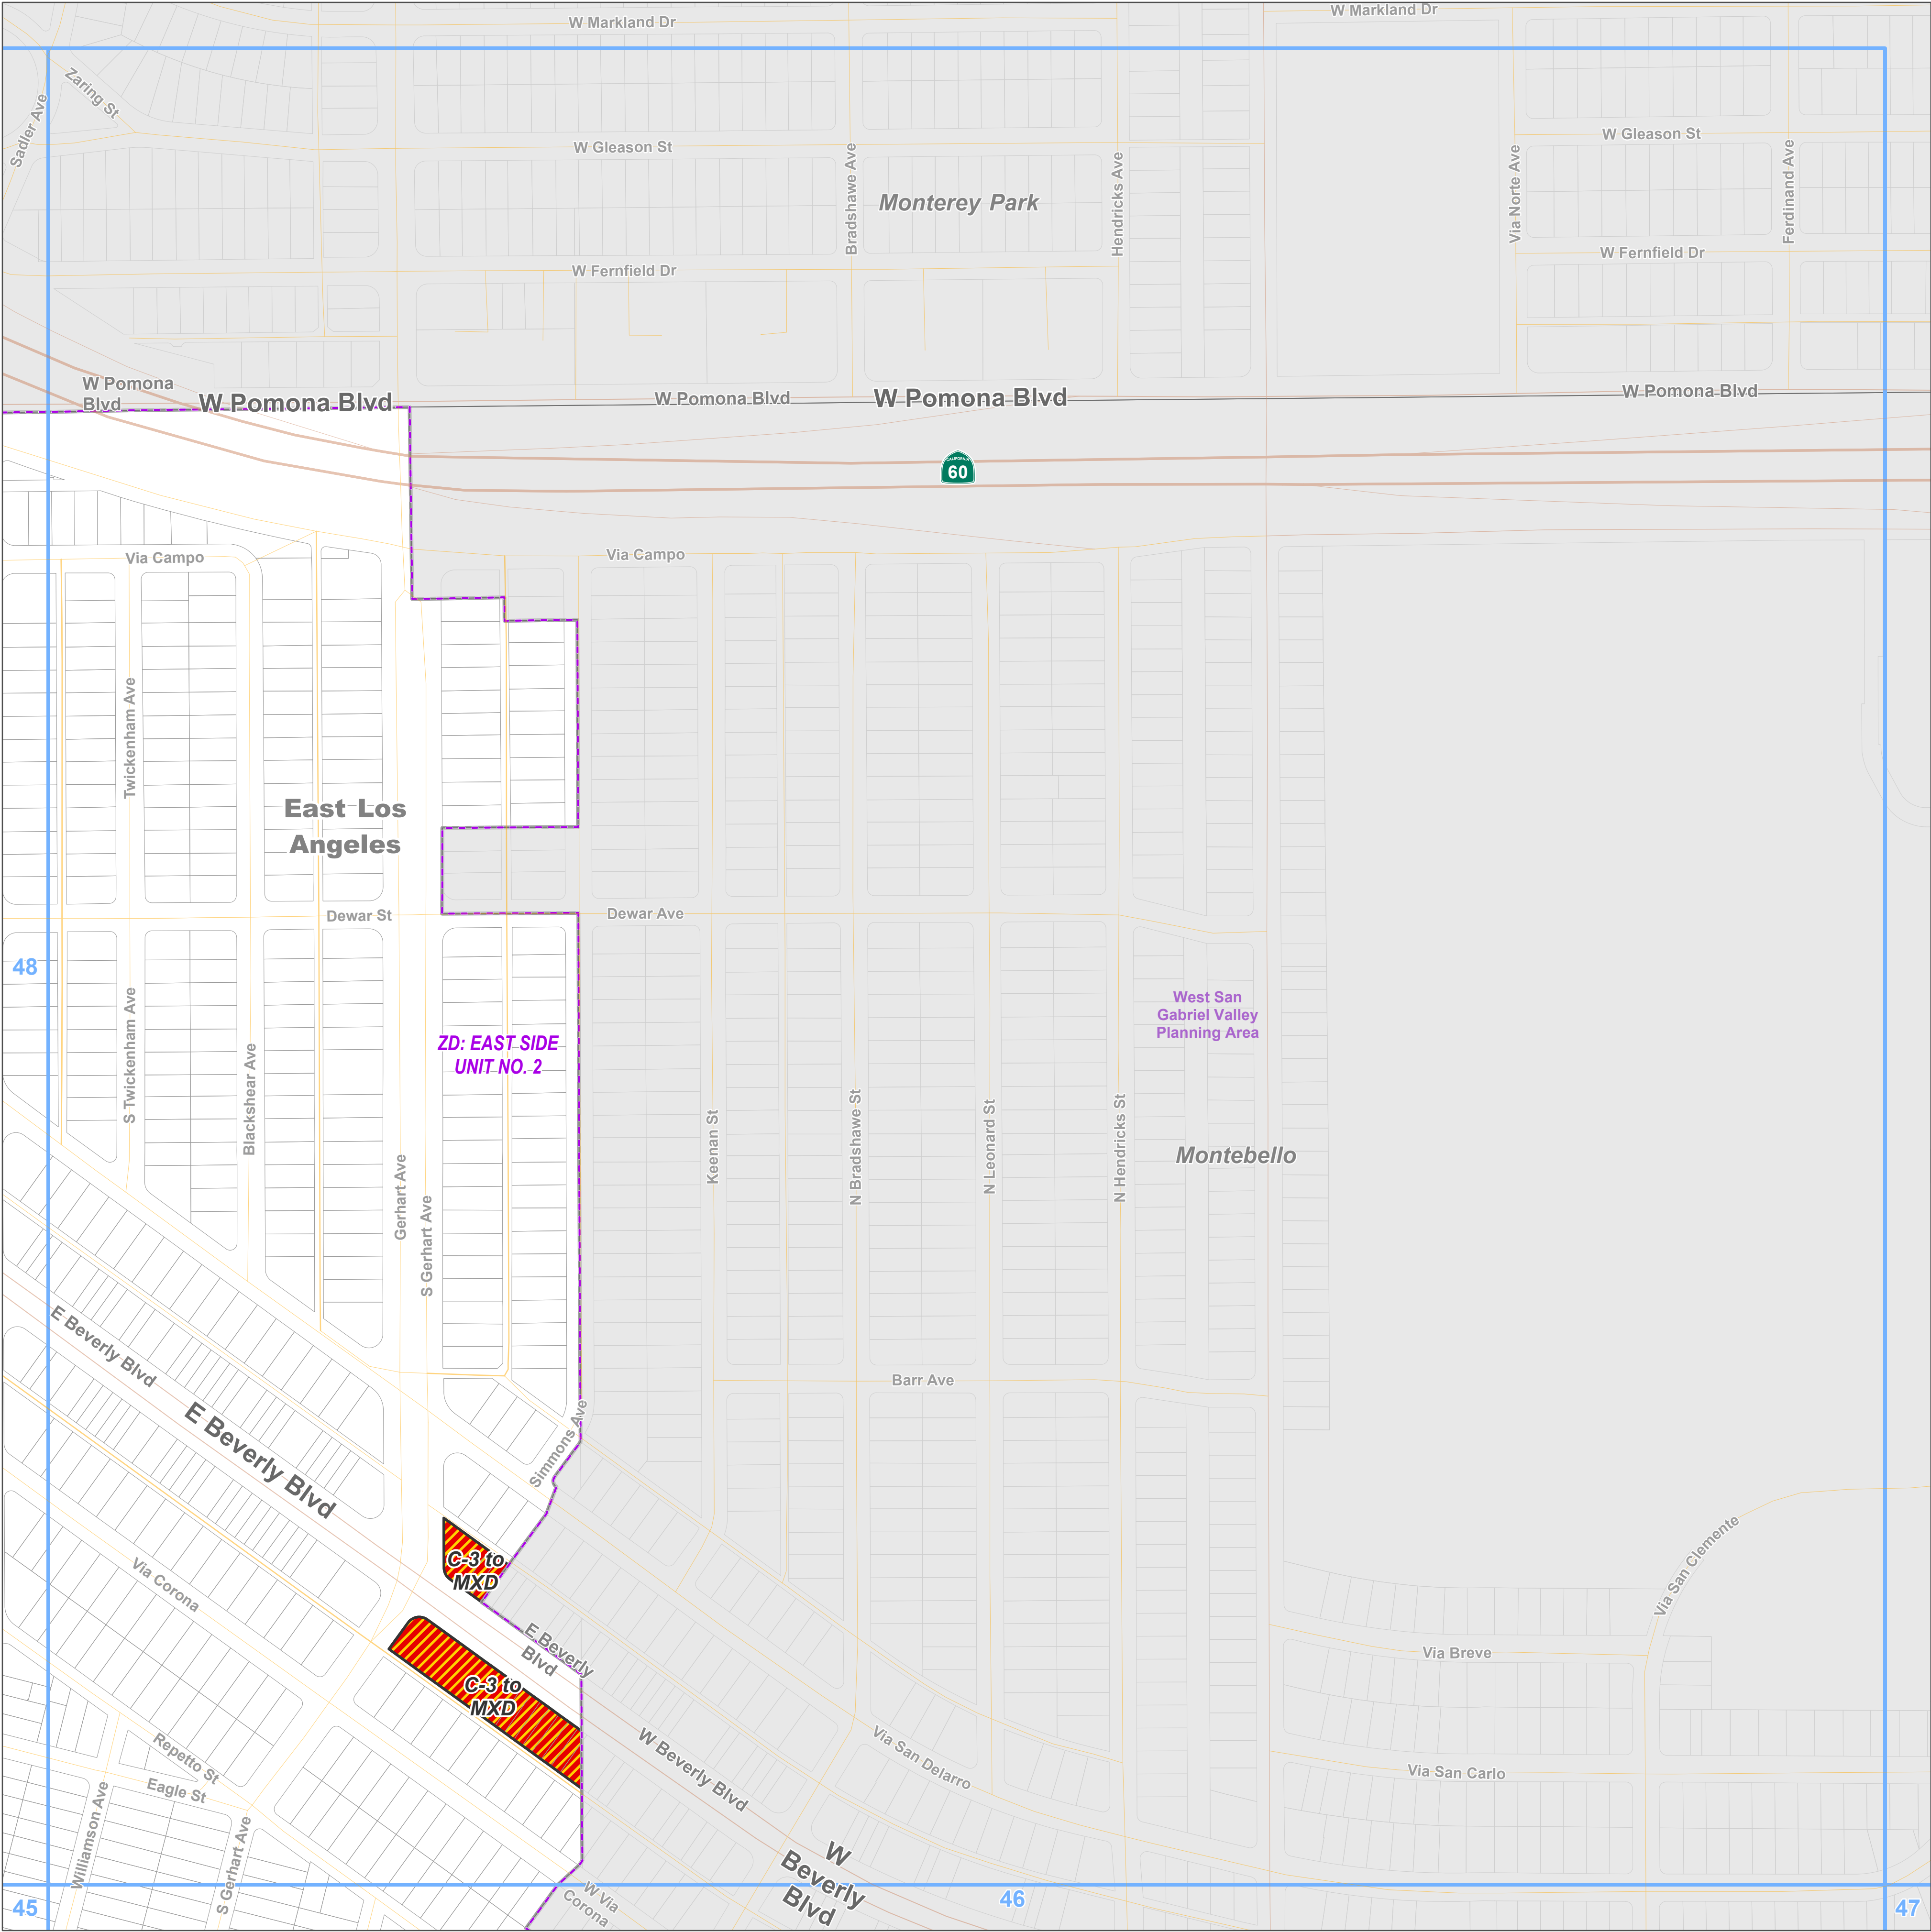 W Markland Dr
W Markland Dr
Zaring St
Sadler Ave
W Gleason St
W Gleason St
Bradshawe Ave
Hendricks Ave
Via Norte Ave
Ferdinand Ave
Monterey Park
W Fernfield Dr
W Fernfield Dr
W Pomona
Blvd
W Pomona Blvd
W Pomona Blvd
W Pomona Blvd
W Pomona Blvd
CALIFORNIA
60
Via Campo
Via Campo
Twickenham Ave
East Los
Angeles
Dewar St
Dewar Ave
48
S Twickenham Ave
Blackshear Ave
ZD: EAST SIDE
UNIT NO. 2
West San
Gabriel Valley
Planning Area
Gerhart Ave
S Gerhart Ave
Keenan St
N Bradshawe St
N Leonard St
N Hendricks St
Montebello
E Beverly Blvd
E Beverly Blvd
Barr Ave
Simmons Ave
C-3 to
MXD
Via Corona
E Beverly
Blvd
C-3 to
MXD
Via San Clemente
Via Breve
W Beverly Blvd
Via San Delarro
Via San Carlo
Repetto St
Eagle St
Williamson Ave
S Gerhart Ave
W
Beverly
Blvd
W Via
Corona
45
46
47